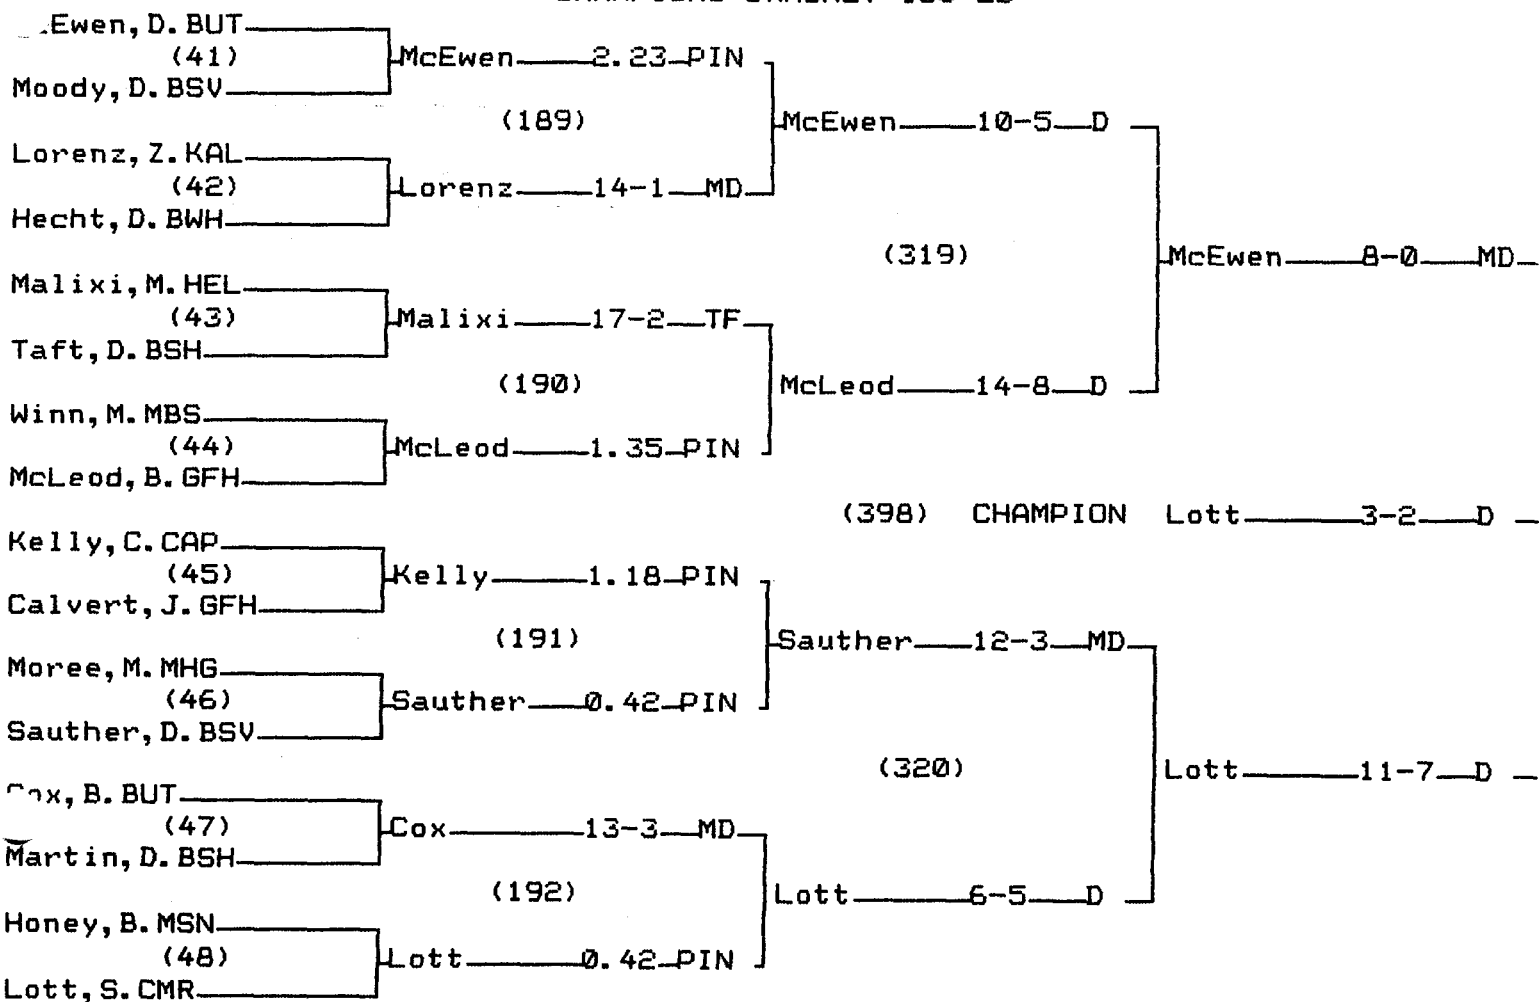 Ewen, D. BUT
(41) McEwen 2.23 PIN
Moody, D. BSV
(189) McEwen 10-5 D
Lorenz, Z. KAL
(42) Lorenz 14-1 MD
Hecht, D. BWH
(319) McEwen 8-0 MD
Malixi, M. HEL
(43) Malixi 17-2 TF
Taft, D. BSH
(190) McLeod 14-8 D
Winn, M. MBS
(44) McLeod 1.35 PIN
McLeod, B. GFH
(398) CHAMPION Lott 3-2 D
Kelly, C. CAP
(45) Kelly 1.18 PIN
Calvert, J. GFH
(191) Sauther 12-3 MD
Moree, M. MHG
(46) Sauther 0.42 PIN
Sauther, D. BSV
(320) Lott 11-7 D
Cox, B. BUT
(47) Cox 13-3 MD
Martin, D. BSH
(192) Lott 6-5 D
Honey, B. MSN
(48) Lott 0.42 PIN
Lott, S. CMR